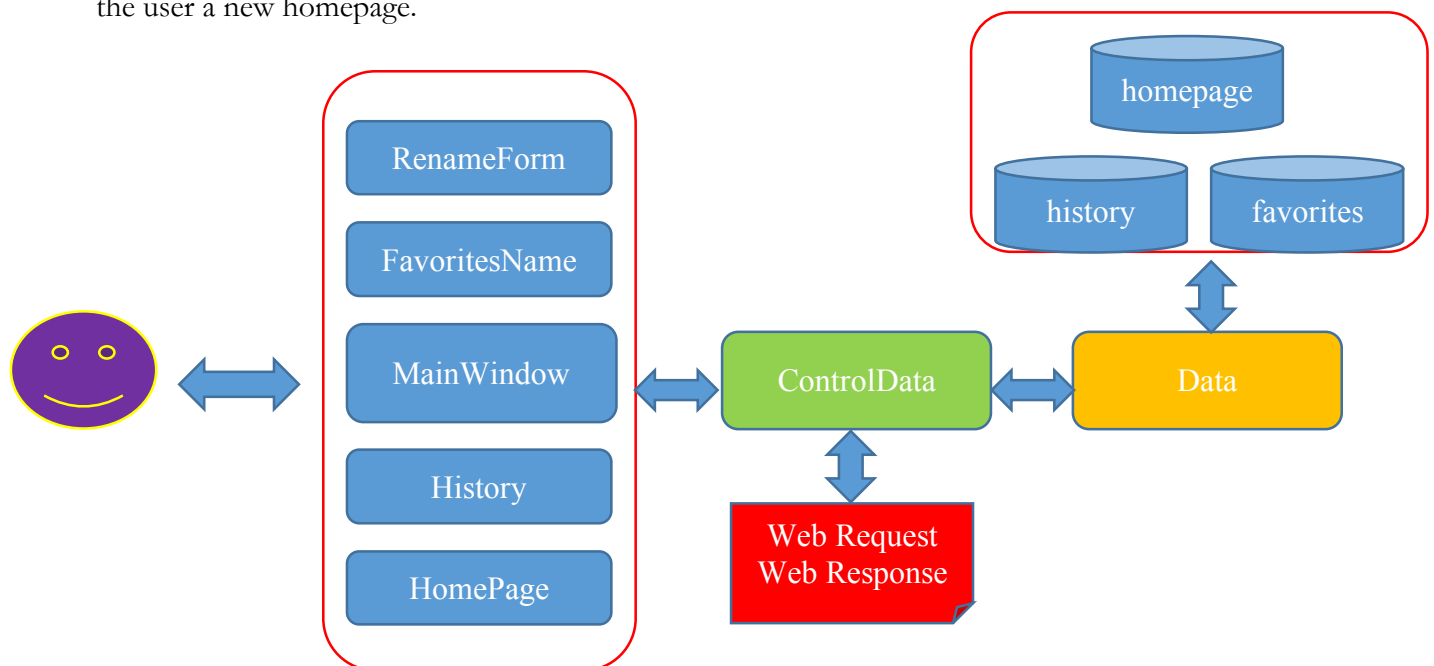 the user a new homepage.
homepage
history
favorites
RenameForm
FavoritesName
MainWindow
History
HomePage
ControlData
Data
Web Request
Web Response